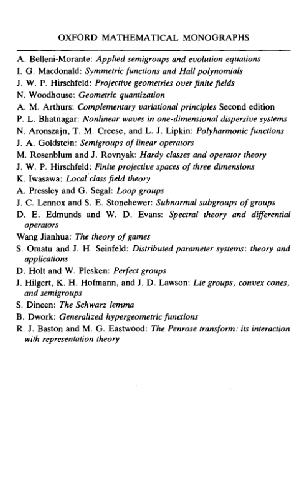 OXFORD MATHEMATICAL MONOGRAPHS
A. Belleni-Morante: Applied semigroups and evolution equations
I. G. Macdonald: Symmetric functions and Hall polynomials
J. W. P. Hirschfeld: Projective geometries over finite fields
N. Woodhouse: Geometric quantization
A. M. Arthurs: Complementary variational principles Second edition
P. L. Bhatnagar: Nonlinear waves in one-dimensional dispersive systems
N. Aronszajn, T. M. Creese, and L. J. Lipkin: Polyharmonic functions
J. A. Goldstein: Semigroups of linear operators
M. Rosenblum and J. Rovnyak: Hardy classes and operator theory
J. W. P. Hirschfeld: Finite projective spaces of three dimensions
K. Iwasawa: Local class field theory
A. Pressley and G. Segal: Loop groups
J. C. Lennox and S. E. Stonehewer: Subnormal subgroups of groups
D. E. Edmunds and W. D. Evans: Spectral theory and differential
operators
Wang Jianhua: The theory of games
S. Omatu and J. H. Seinfeld: Distributed parameter systems: theory and
applications
D. Holt and W. Plesken: Perfect groups
J. Hilgert, K. H. Hofmann, and J. D. Lawson: Lie groups, convex cones,
and semigroups
S. Dineen: The Schwarz lemma
B. Dwork: Generalized hypergeometric functions
R. J. Baston and M. G. Eastwood: The Penrose transform: its interaction
with representation theory